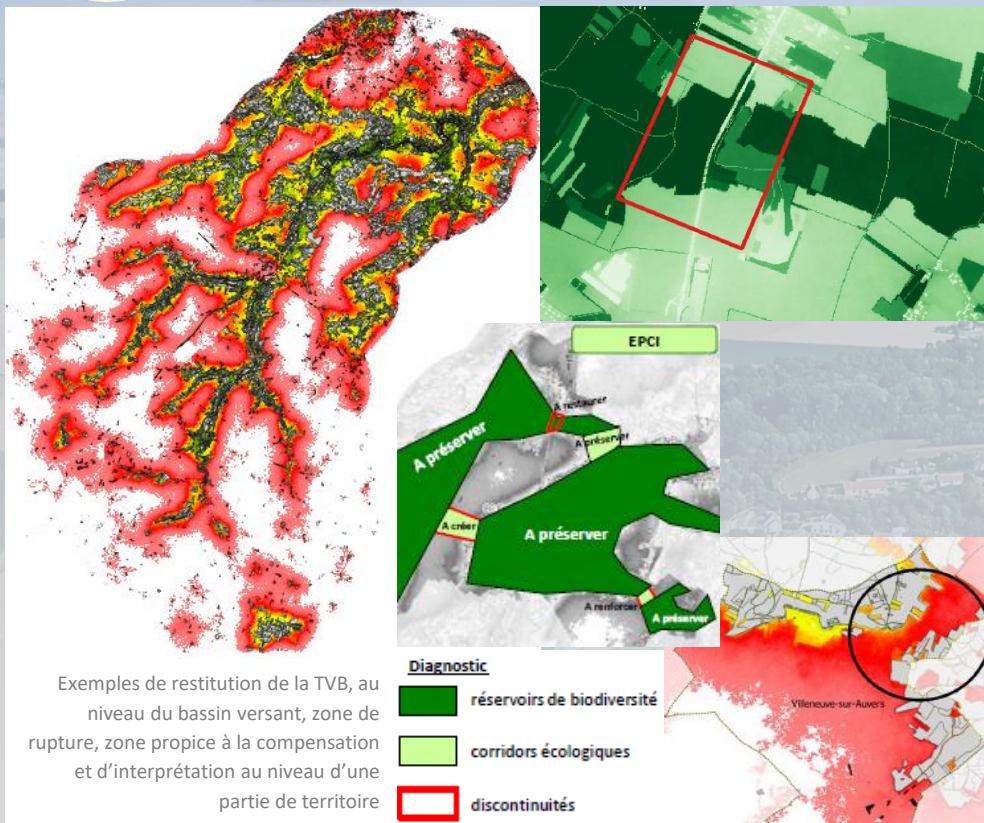 EPCI
A restaurer
A préserver
A préserver
A créer
A préserver
A renforcer
A préserver
Villeneuve-sur-Auvers
Exemples de restitution de la TVB, au
niveau du bassin versant, zone de
rupture, zone propice à la compensation
et d’interprétation au niveau d’une
partie de territoire
Diagnostic
réservoirs de biodiversité
corridors écologiques
discontinuités